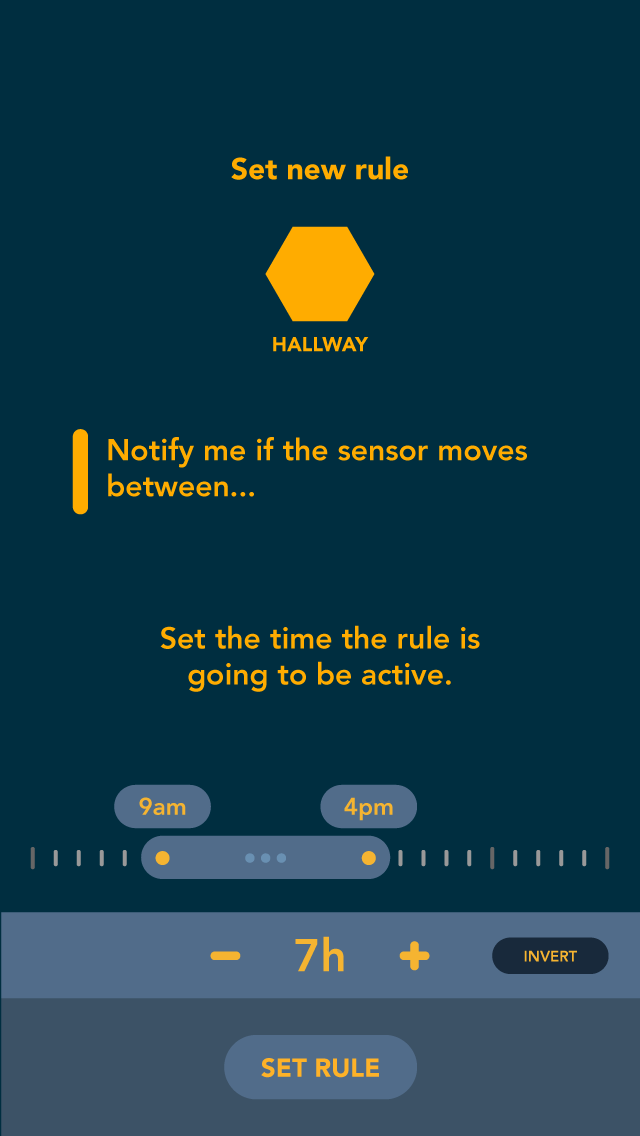 Set new rule
HALLWAY
Notify me if the sensor moves
between...
Set the time the rule is
going to be active.
9am
4pm
7h
INVERT
SET RULE